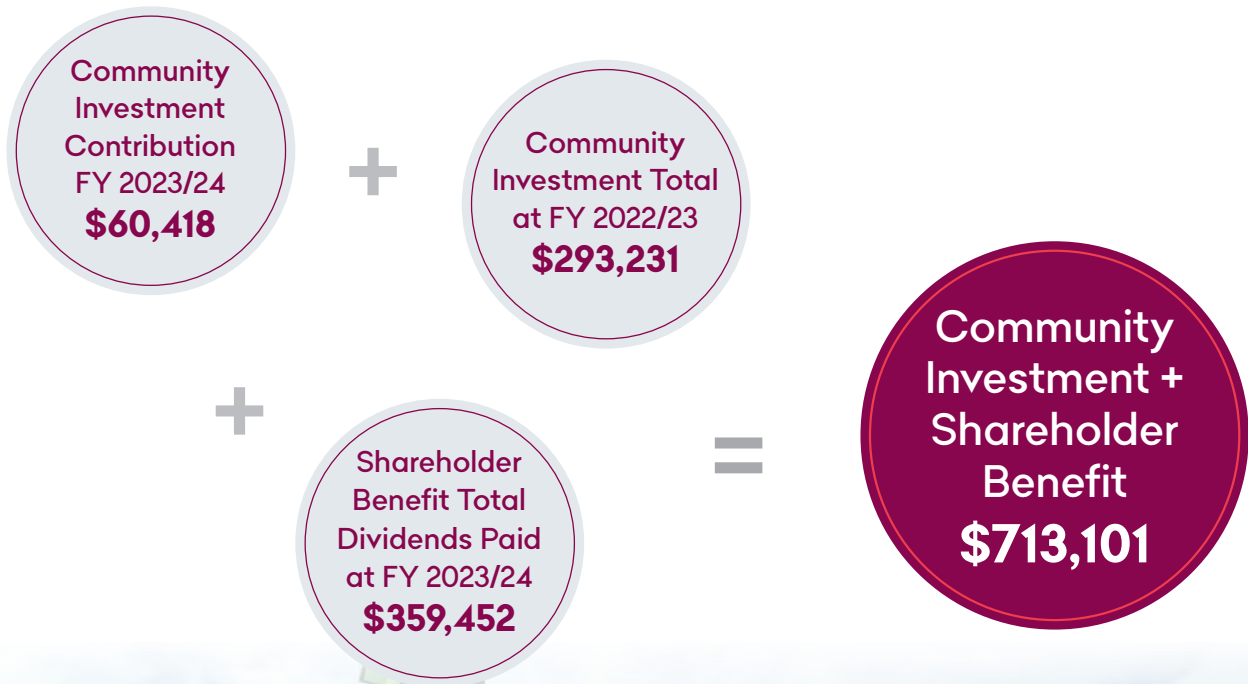 Community
Investment
Contribution
FY 2023/24
$60,418
+
Community
Investment Total
at FY 2022/23
$293,231
+
Shareholder
Benefit Total
Dividends Paid
at FY 2023/24
$359,452
=
Community
Investment +
Shareholder
Benefit
$713,101